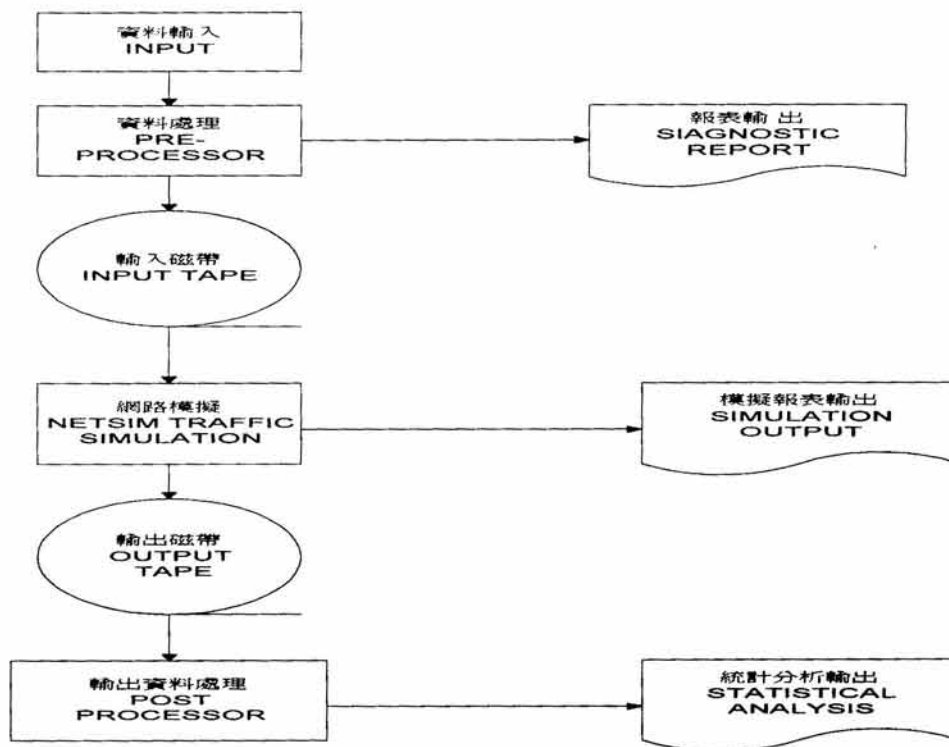 資料輸入
INPUT
資料處理
PRE-
PROCESSOR
報表輸出
SIAGNOSTIC
REPORT
輸入磁帶
INPUT TAPE
網路模擬
NETSIM TRAFFIC
SIMULATION
模擬報表輸出
SIMULATION
OUTPUT
輸出磁帶
OUTPUT
TAPE
輸出資料處理
POST
PROCESSOR
統計分析輸出
STATISTICAL
ANALYSIS